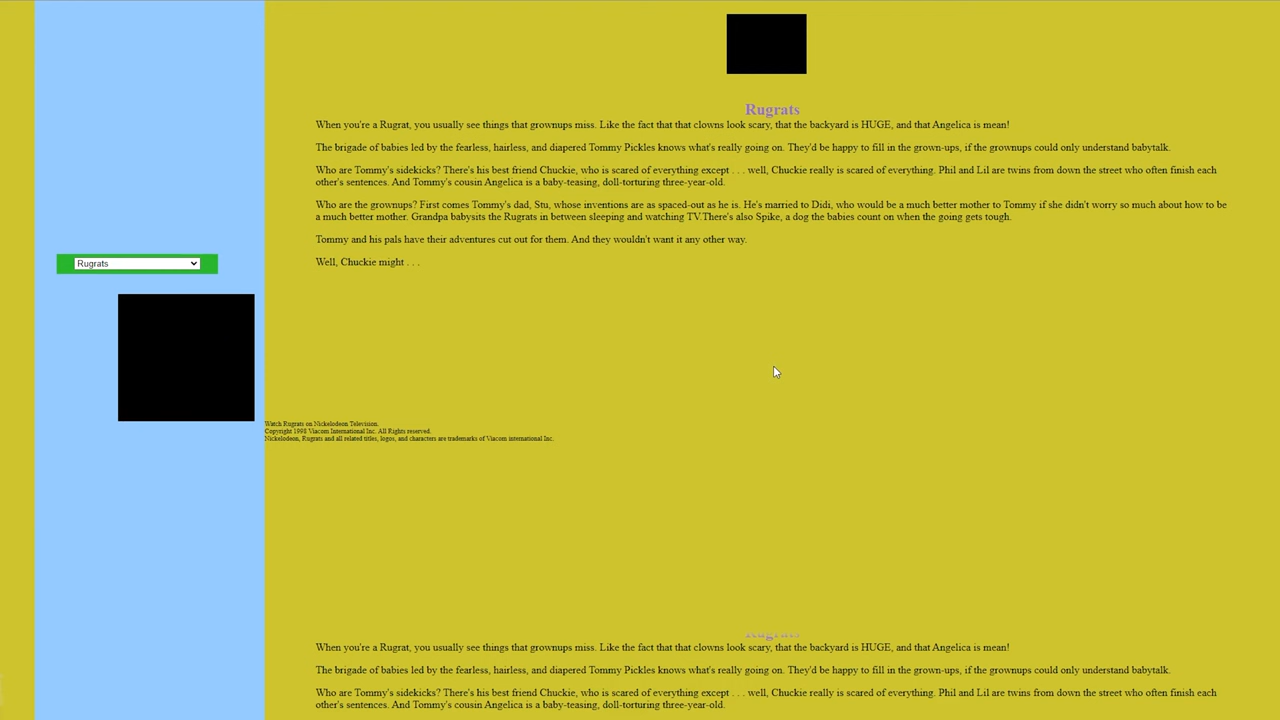 Rugrats
When you're a Rugrat, you usually see things that grownups miss. Like the fact that that clowns look scary, that the backyard is HUGE, and that Angelica is mean!
The brigade of babies led by the fearless, hairless, and diapered Tommy Pickles knows what's really going on. They'd be happy to fill in the grown-ups, if the grownups could only understand babytalk.
Who are Tommy's sidekicks? There's his best friend Chuckie, who is scared of everything except . . . well, Chuckie really is scared of everything. Phil and Lil are twins from down the street who often finish each
other's sentences. And Tommy's cousin Angelica is a baby-teasing, doll-torturing three-year-old.
Who are the grownups? First comes Tommy's dad, Stu, whose inventions are as spaced-out as he is. He's married to Didi, who would be a much better mother to Tommy if she didn't worry so much about how to be
a much better mother. Grandpa babysits the Rugrats in between sleeping and watching TV.There's also Spike, a dog the babies count on when the going gets tough.
Tommy and his pals have their adventures cut out for them. And they wouldn't want it any other way.
Well, Chuckie might . . .
Rugrats
Watch Rugrats on Nickelodeon Television.
Copyright 1998 Viacom International Inc. All Rights reserved.
Nickelodeon, Rugrats and all related titles, logos, and characters are trademarks of Viacom international Inc.
Rugrats
When you're a Rugrat, you usually see things that grownups miss. Like the fact that that clowns look scary, that the backyard is HUGE, and that Angelica is mean!
The brigade of babies led by the fearless, hairless, and diapered Tommy Pickles knows what's really going on. They'd be happy to fill in the grown-ups, if the grownups could only understand babytalk.
Who are Tommy's sidekicks? There's his best friend Chuckie, who is scared of everything except . . . well, Chuckie really is scared of everything. Phil and Lil are twins from down the street who often finish each
other's sentences. And Tommy's cousin Angelica is a baby-teasing, doll-torturing three-year-old.